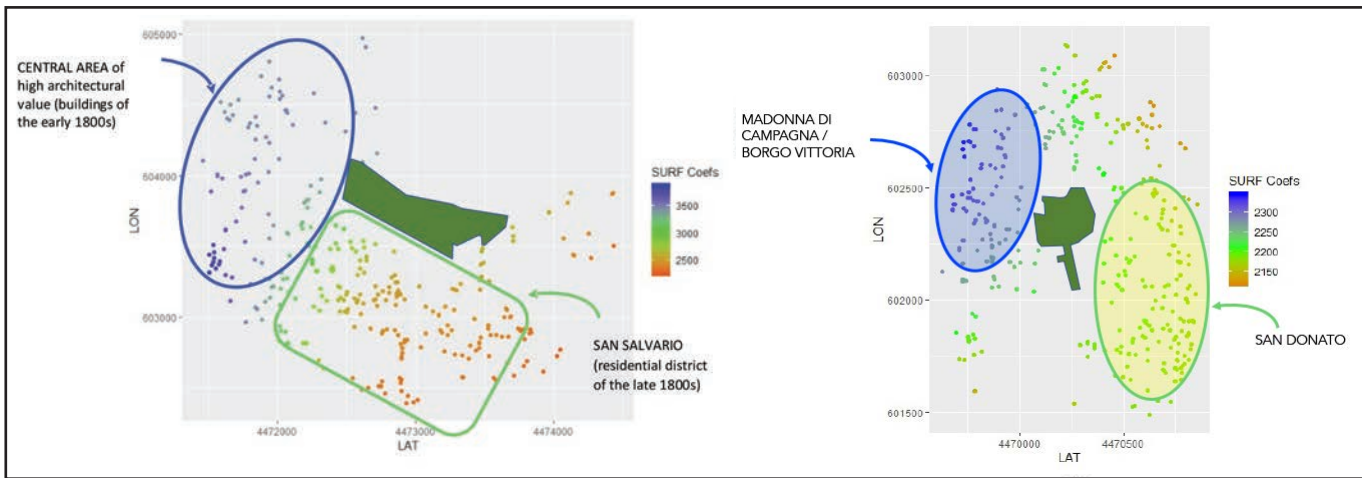 CENTRAL AREA of
high architectural
value (buildings of
the early 1800s)
605000
604000
603000
LON
4472000
4473000
4474000
LAT
SURF Coefs
3500
3000
2500
SAN SALVARIO
(residential district
of the late 1800s)
MADONNA DI
CAMPAGNA /
BORGO VITTORIA
603000
602500
602000
601500
LON
4470000
4470500
LAT
SURF Coefs
2300
2250
2200
2150
SAN DONATO